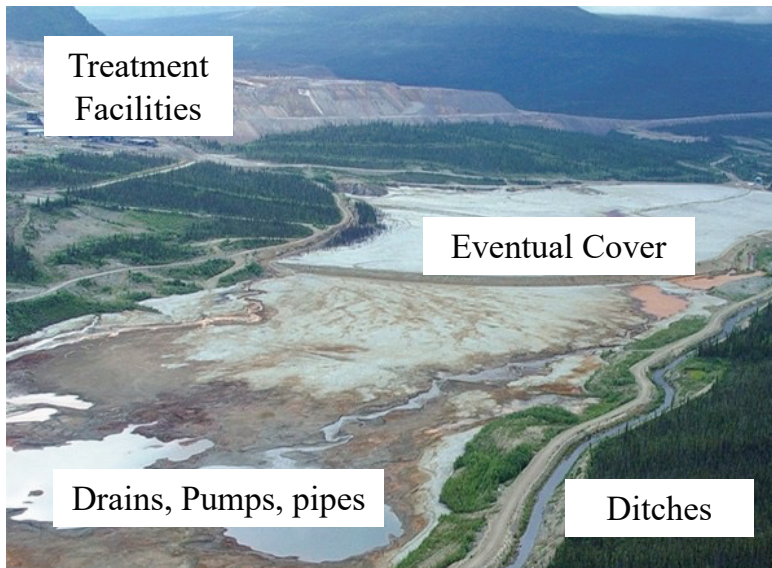 Treatment
Facilities
Eventual Cover
Drains, Pumps, pipes
Ditches